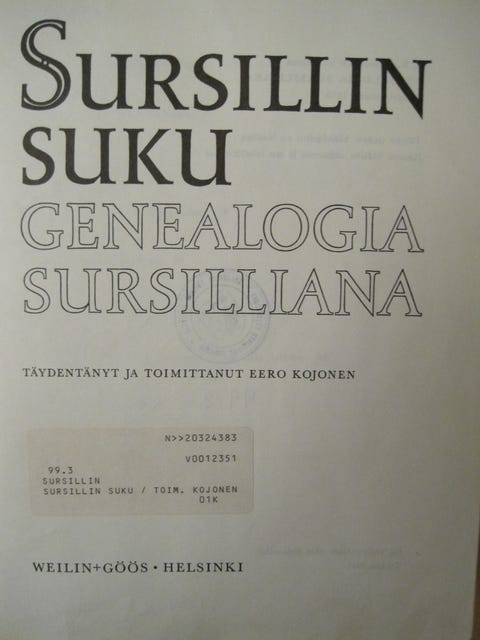 SURSILLIN
SUKU
GENEALOGIA
SURSILLIANA
TÄYDENTÄNYT JA TOIMITTANUT EERO KOJONEN
N>>20324383
V0012351
99.3
SURSILLIN
SURSILLIN SUKU / TOIM. KOJONEN
01K
WEILIN+GÖÖS • HELSINKI